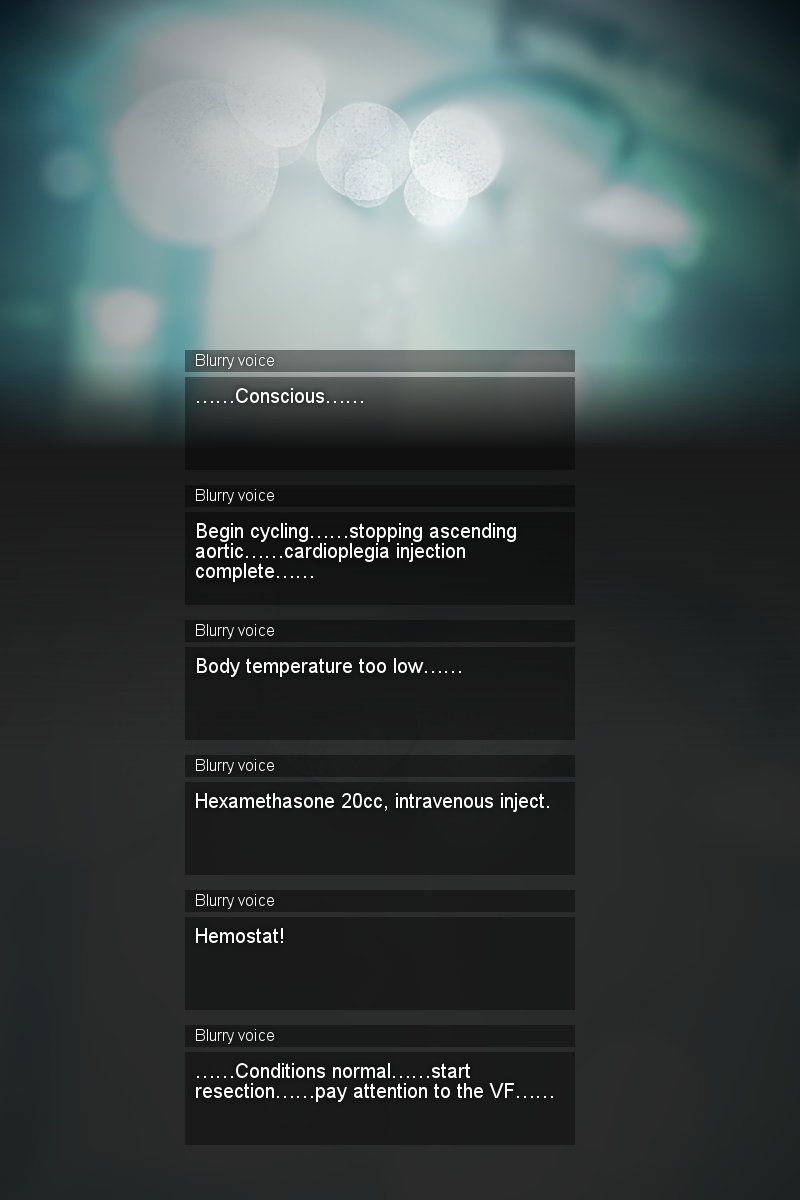 Blurry voice
……Conscious……
Blurry voice
Begin cycling……stopping ascending
aortic……cardioplegia injection
complete……
Blurry voice
Body temperature too low……
Blurry voice
Hexamethasone 20cc, intravenous inject.
Blurry voice
Hemostat!
Blurry voice
……Conditions normal……start
resection……pay attention to the VF……